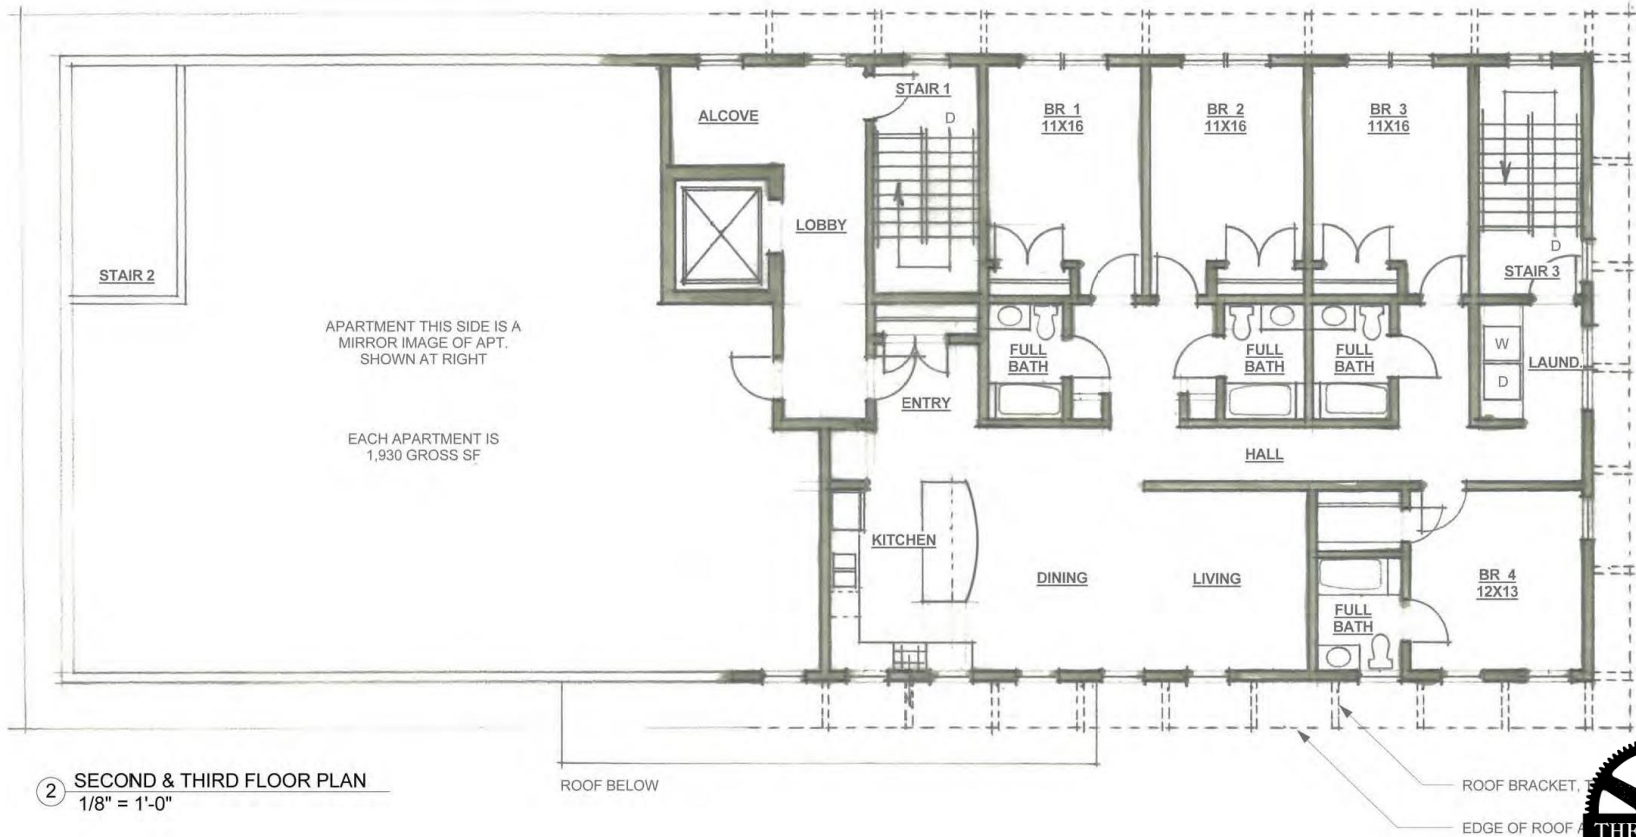 STAIR 1
D
ALCOVE
BR 1
11X16
BR 2
11X16
BR 3
11X16
LOBBY
D
STAIR 3
STAIR 2
APARTMENT THIS SIDE IS A
MIRROR IMAGE OF APT.
SHOWN AT RIGHT
FULL
BATH
FULL
BATH
FULL
BATH
W
D
LAUND.
ENTRY
EACH APARTMENT IS
1,930 GROSS SF
HALL
KITCHEN
DINING
LIVING
BR 4
12X13
FULL
BATH
2
SECOND & THIRD FLOOR PLAN
1/8" = 1'-0"
ROOF BELOW
ROOF BRACKET,
EDGE OF ROOF